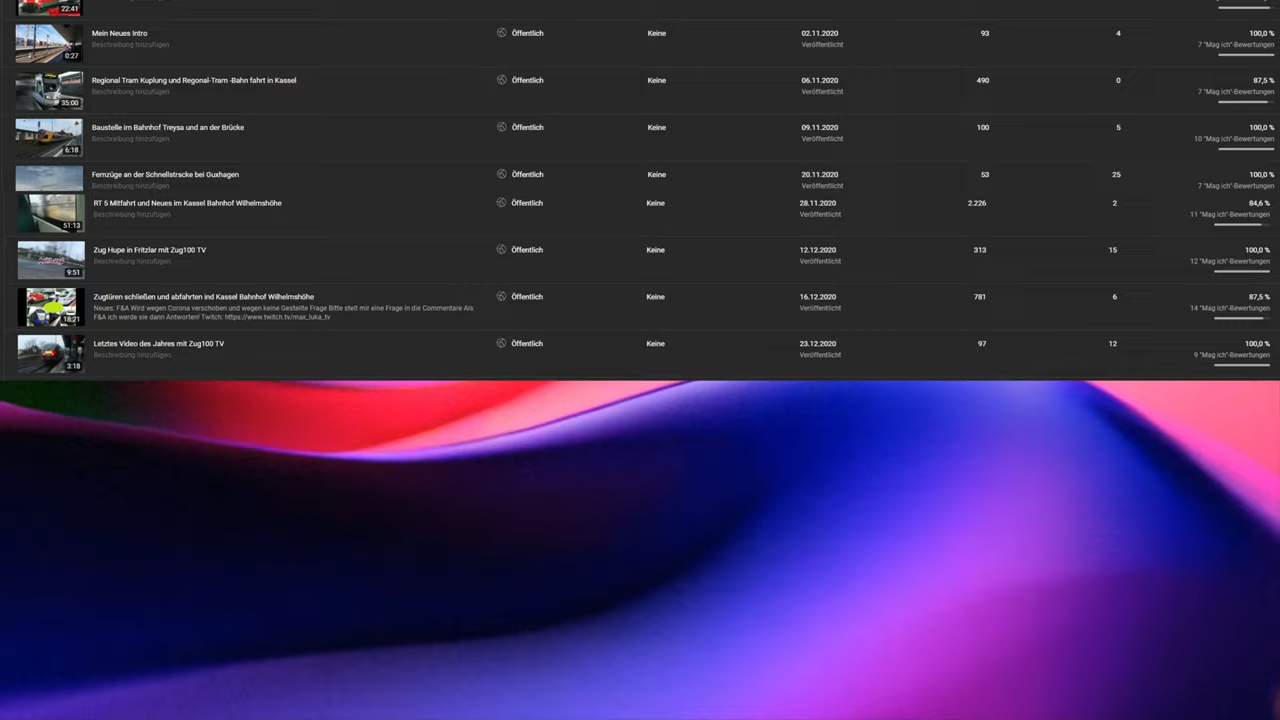 22:41
Mein Neues Intro Öffentlich Keine 02.11.2020 93 4 100,0 %
Beschreibung hinzufügen Veröffentlicht 7 "Mag ich"-Bewertungen
0:27
Regional Tram Kuplung und Regonal-Tram -Bahn fahrt in Kassel Öffentlich Keine 06.11.2020 490 0 87,5 %
Beschreibung hinzufügen Veröffentlicht 7 "Mag ich"-Bewertungen
35:00
Baustelle im Bahnhof Treysa und an der Brücke Öffentlich Keine 09.11.2020 100 5 100,0 %
Beschreibung hinzufügen Veröffentlicht 10 "Mag ich"-Bewertungen
6:18
Fernzüge an der Schnellstrscke bei Guxhagen Öffentlich Keine 20.11.2020 53 25 100,0 %
Beschreibung hinzufügen Veröffentlicht 7 "Mag ich"-Bewertungen
RT 5 Mitfahrt und Neues im Kassel Bahnhof Wilhelmshöhe Öffentlich Keine 28.11.2020 2.226 2 84,6 %
Beschreibung hinzufügen Veröffentlicht 11 "Mag ich"-Bewertungen
51:13
Zug Hupe in Fritzlar mit Zug100 TV Öffentlich Keine 12.12.2020 313 15 100,0 %
Beschreibung hinzufügen Veröffentlicht 12 "Mag ich"-Bewertungen
9:51
Zugtüren schließen und abfahrten ind Kassel Bahnhof Wilhelmshöhe Öffentlich Keine 16.12.2020 781 6 87,5 %
Neues: F&A Wird wegen Corona verschoben und wegen keine Gestellte Frage Bitte stelt mir eine Frage in die Commentare Als Veröffentlicht 14 "Mag ich"-Bewertungen
F&A ich werde sie dann Antworten! Twitch: https://www.twitch.tv/max_luka_tv
18:21
Letztes Video des Jahres mit Zug100 TV Öffentlich Keine 23.12.2020 97 12 100,0 %
Beschreibung hinzufügen Veröffentlicht 9 "Mag ich"-Bewertungen
3:18